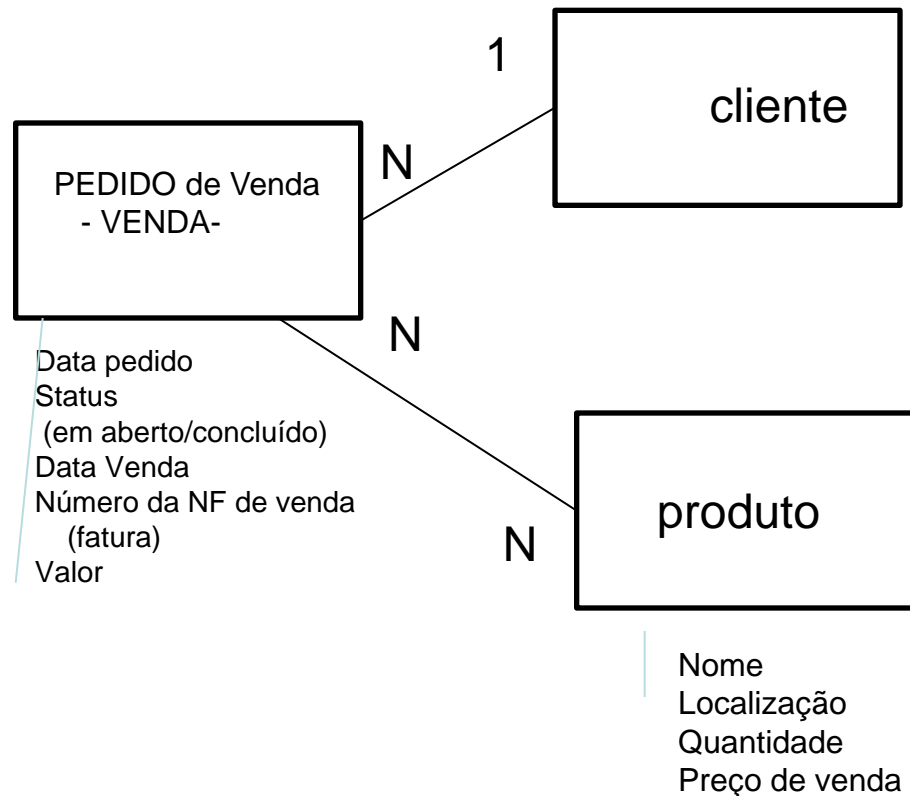 1
cliente
N
PEDIDO de Venda
- VENDA-
N
Data pedido
Status
(em aberto/concluído)
Data Venda
Número da NF de venda
(fatura)
Valor
produto
N
Nome
Localização
Quantidade
Preço de venda